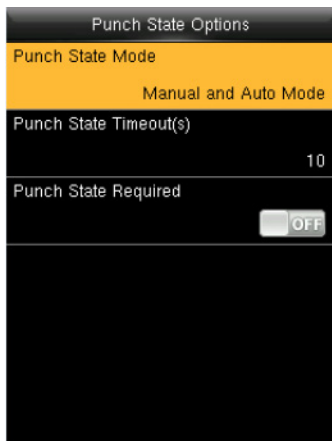 Punch State Options
Punch State Mode
Manual and Auto Mode
Punch State Timeout(s)
10
Punch State Required
OFF